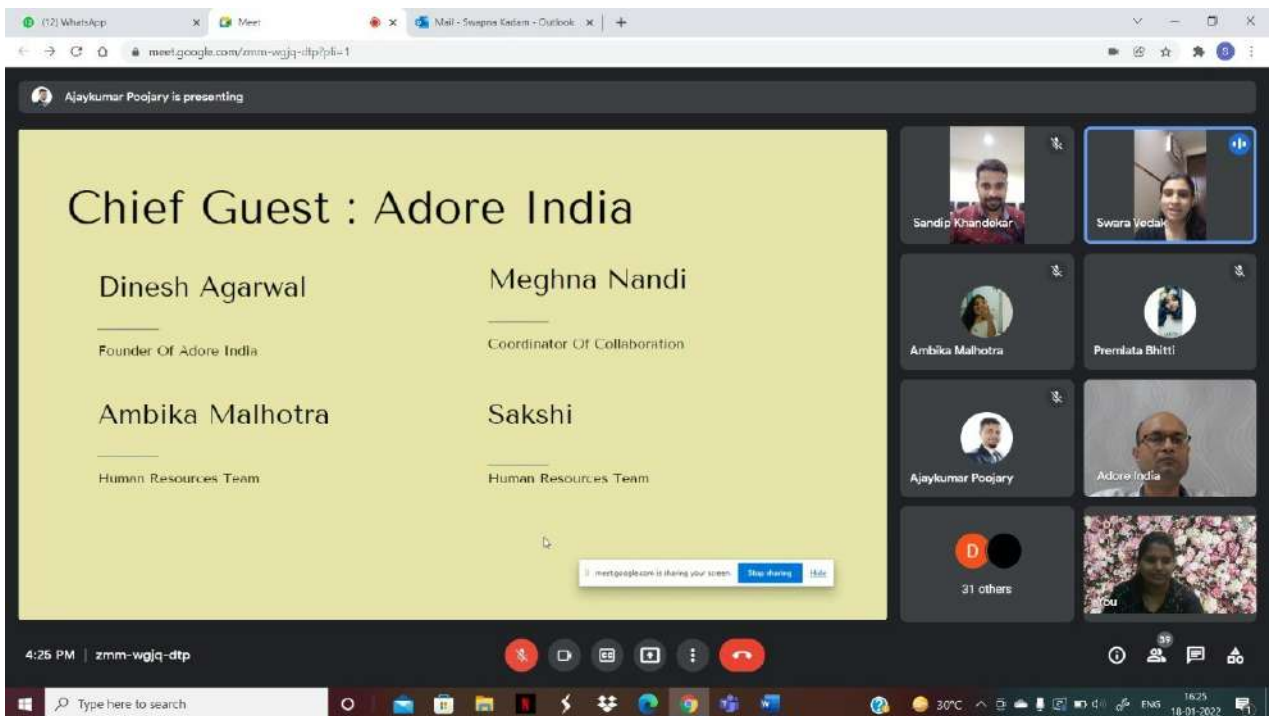 (12) WhatsApp
Meet
Mail - Swapna Kadam - Outlook
meet.google.com/zmm-wgjq-dtp?pli=1
S
Ajaykumar Poojary is presenting
Chief Guest : Adore India
Dinesh Agarwal
Founder Of Adore India
Meghna Nandi
Coordinator Of Collaboration
Ambika Malhotra
Human Resources Team
Sakshi
Human Resources Team
meet.google.com is sharing your screen.
Stop sharing
Hide
Sandip Khandekar
Swara Vedak
Ambika Malhotra
Premlata Bhitti
Ajaykumar Poojary
Adore India
D
31 others
You
4:25 PM | zmm-wgjq-dtp
39
Type here to search
30°C
ENG
16:25
18-01-2022